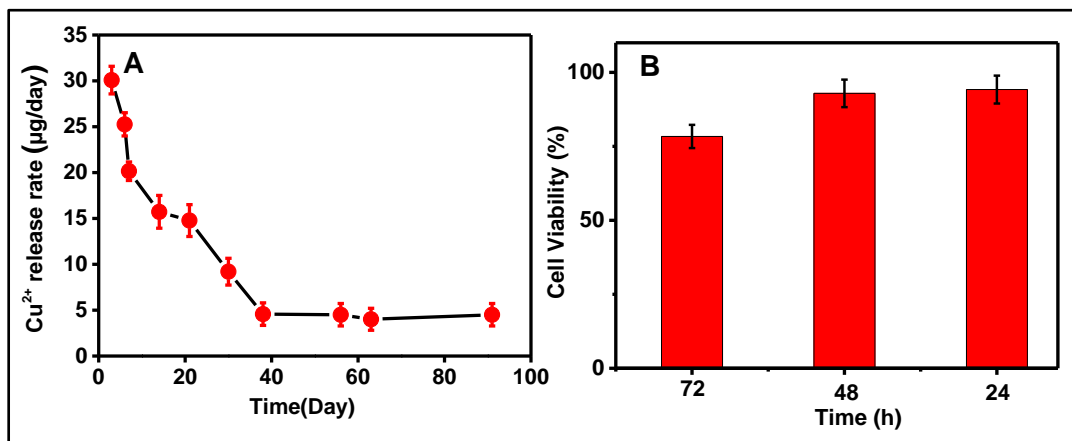 A
35
30
25
20
15
10
5
0
Cu²⁺ release rate (µg/day)
0 20 40 60 80 100
Time(Day)
B
100
50
0
Cell Viability (%)
72 48 24
Time (h)